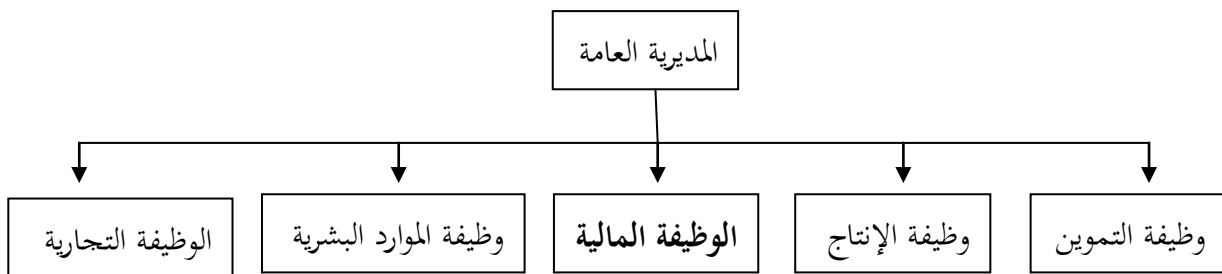 المديرية العامة
وظيفة التموين
وظيفة الإنتاج
الوظيفة المالية
وظيفة الموارد البشرية
الوظيفة التجارية